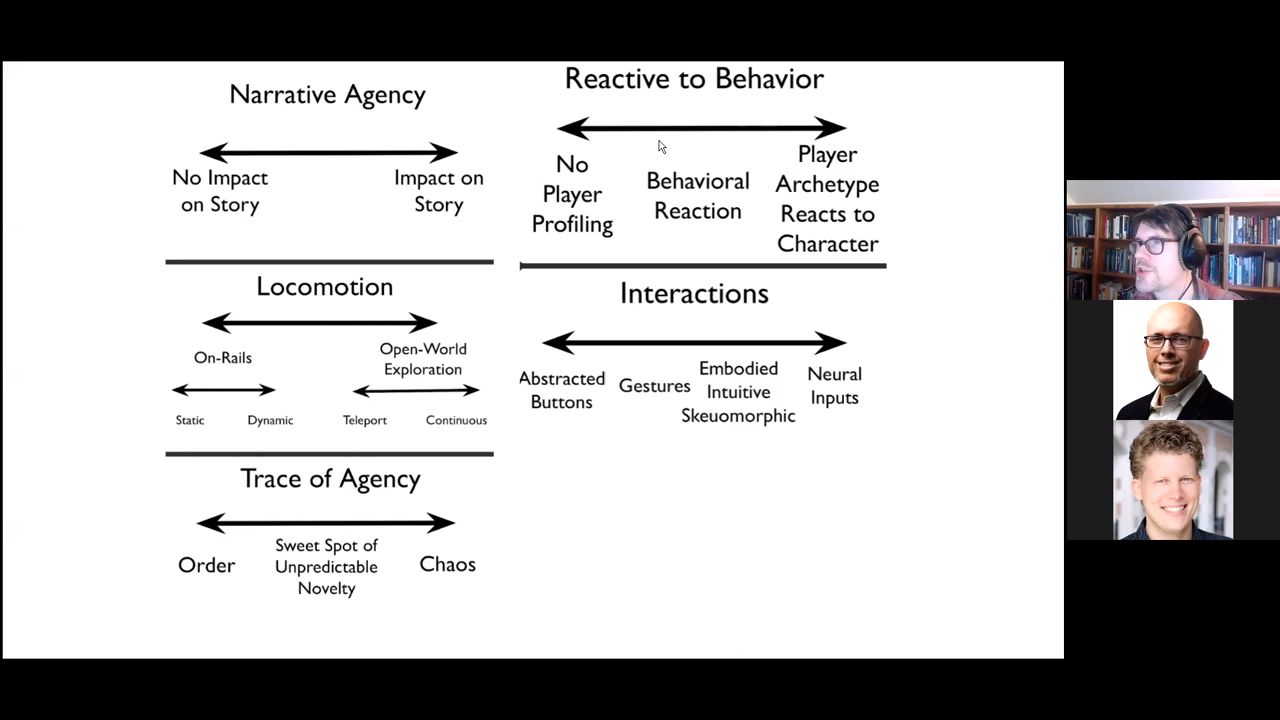 Narrative Agency
No Impact
on Story
Impact on
Story
Locomotion
On-Rails
Open-World
Exploration
Static
Dynamic
Teleport
Continuous
Trace of Agency
Order
Sweet Spot of
Unpredictable
Novelty
Chaos
Reactive to Behavior
No
Player
Profiling
Behavioral
Reaction
Player
Archetype
Reacts to
Character
Interactions
Abstracted
Buttons
Gestures
Embodied
Intuitive
Skeuomorphic
Neural
Inputs